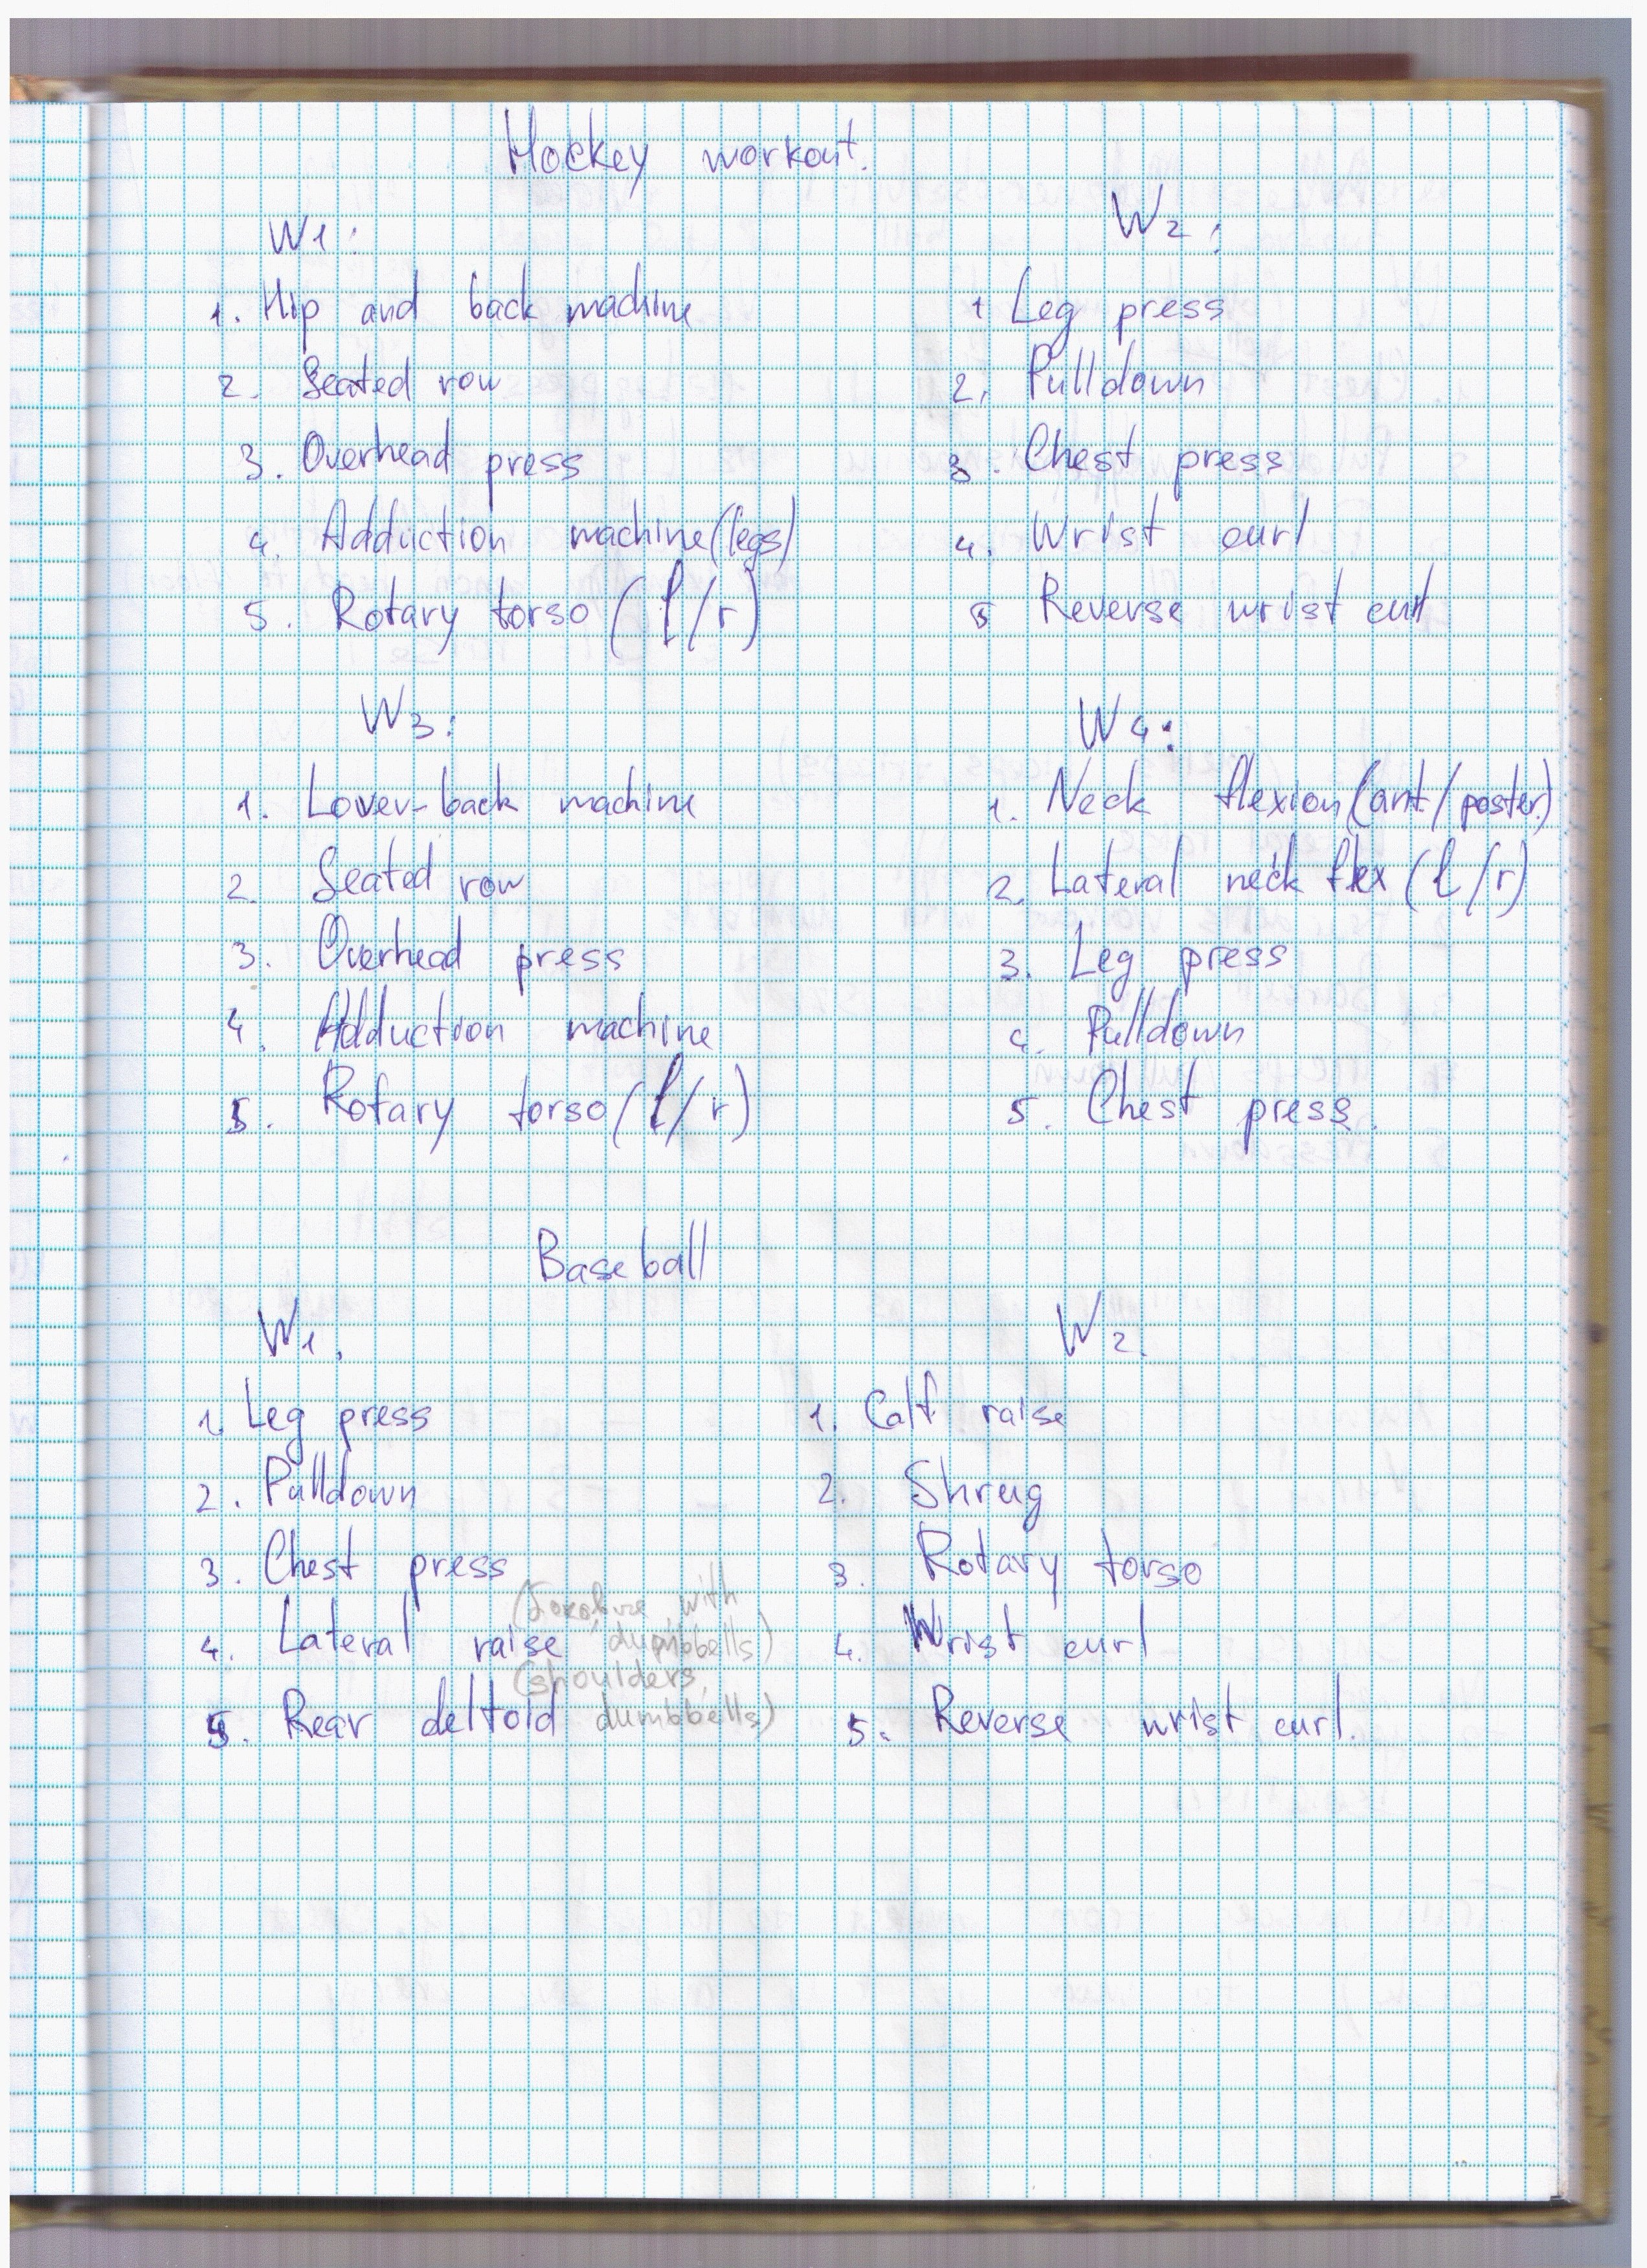 Hockey workout.
W1:
1. Hip and back machine
2. Seated row
3. Overhead press
4. Adduction machine (legs)
5. Rotary torso (l/r)
W2:
1 Leg press
2. Pulldown
3. Chest press
4. Wrist curl
5 Reverse wrist curl
W3:
1. Lover-back machine
2. Seated row
3. Overhead press
4. Adduction machine
5. Rotary torso (l/r)
W4:
1. Neck flexion (ant/poster.)
2. Lateral neck flex (l/r)
3. Leg press
4. Pulldown
5. Chest press.
Baseball
W1.
1. Leg press
2. Pulldown
3. Chest press
(with
4. Lateral raise dumbbells)
(shoulders,
5. Rear deltoid dumbbells)
W2.
1. Calf raise
2. Shrug
3. Rotary torso
4. Wrist curl
5. Reverse wrist curl.